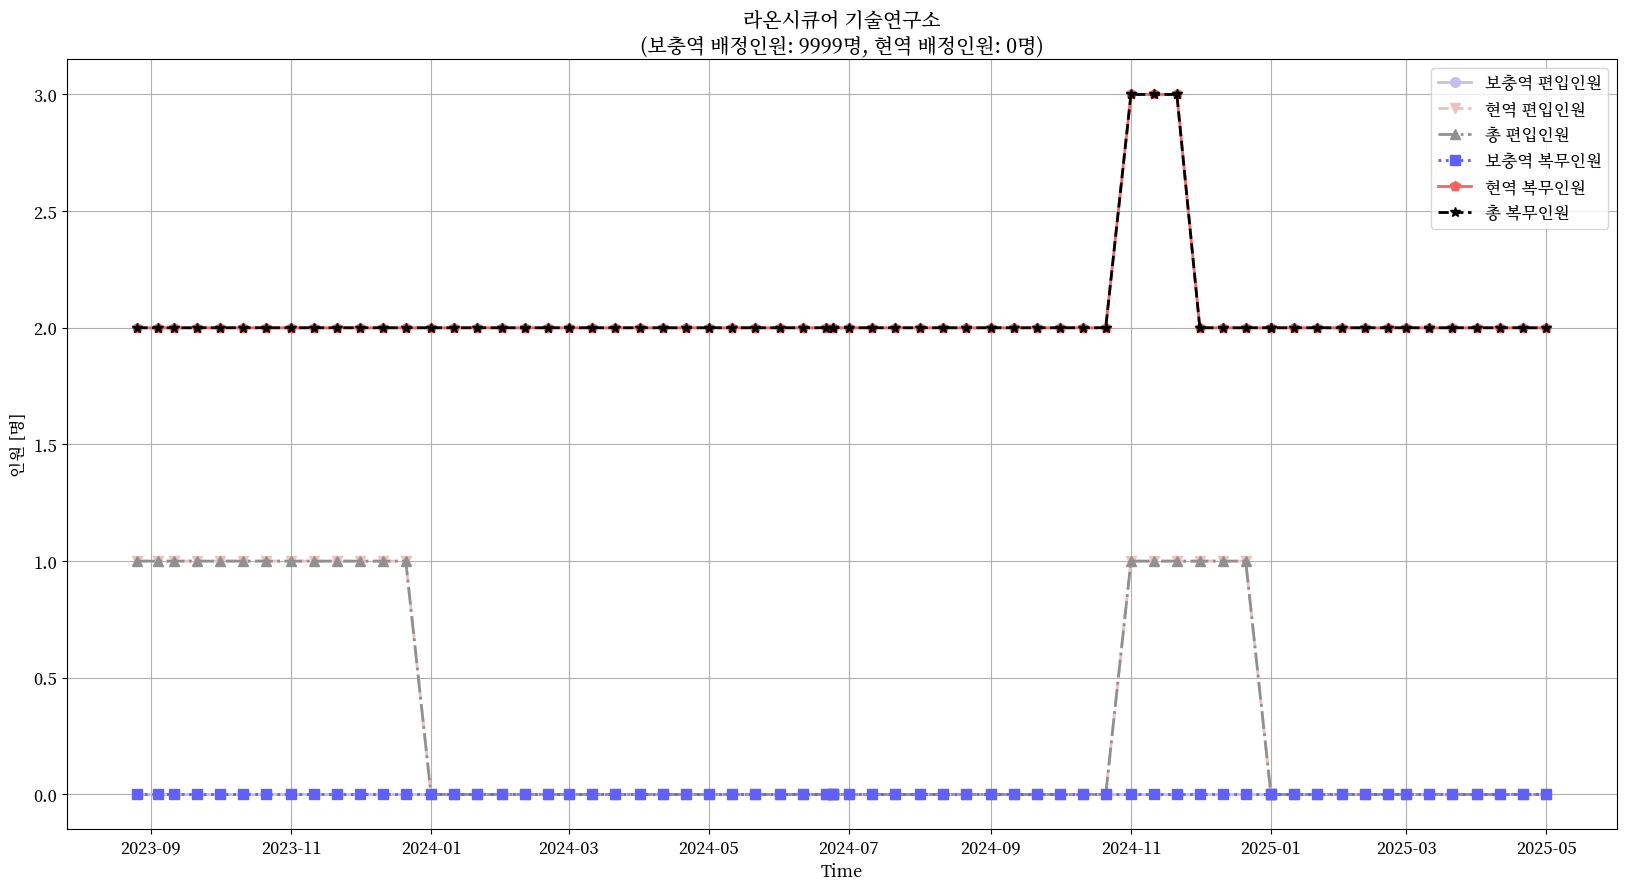 라온시큐어 기술연구소
(보충역 배정인원: 9999명, 현역 배정인원: 0명)
보충역 편입인원
현역 편입인원
총 편입인원
보충역 복무인원
현역 복무인원
총 복무인원
인원 [명]
3.0
2.5
2.0
1.5
1.0
0.5
0.0
2023-09
2023-11
2024-01
2024-03
2024-05
2024-07
2024-09
2024-11
2025-01
2025-03
2025-05
Time